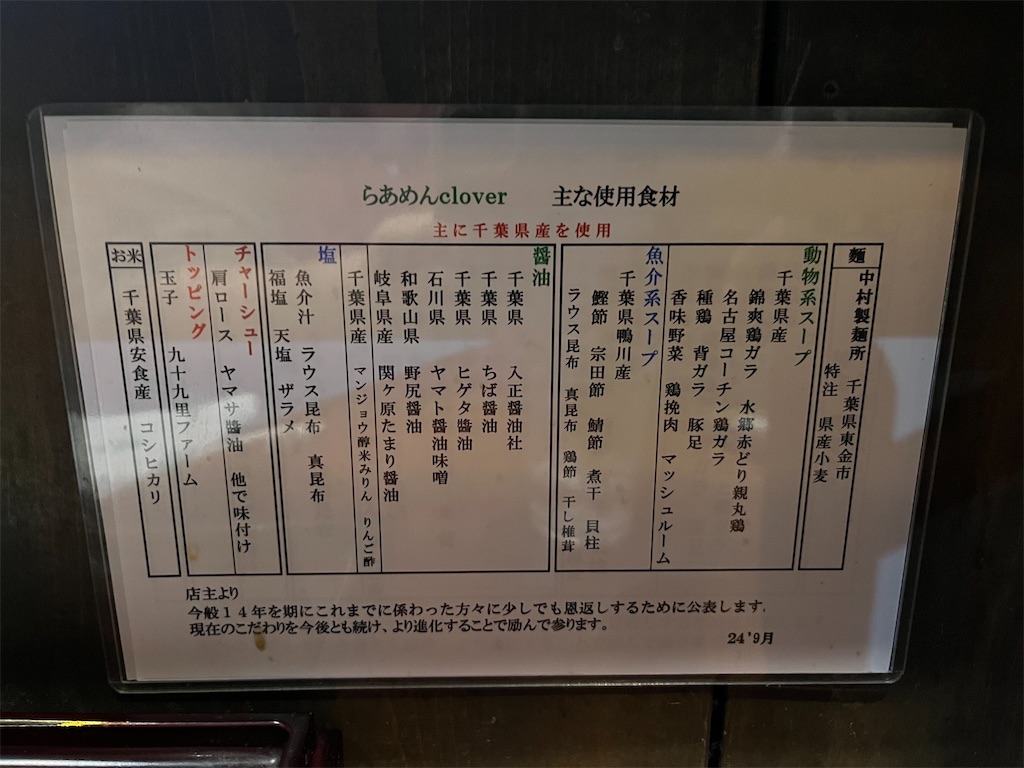 らあめんclover　主な使用食材
主に千葉県産を使用
麺
中村製麺所　千葉県東金市
特注　県産小麦
動物系スープ
千葉県産
錦爽鶏ガラ　水郷赤どり親丸鶏
名古屋コーチン鶏ガラ
種鶏　背ガラ　豚足
香味野菜　鶏挽肉　マッシュルーム
魚介系スープ
千葉県鴨川産
鰹節　宗田節　鯖節　煮干　貝柱
ラウス昆布　真昆布　鶏節　干し椎茸
醤油
千葉県　入正醤油社
千葉県　ちば醤油
千葉県　ヒゲタ醤油
石川県　ヤマト醤油味噌
和歌山県　野尻醤油
岐阜県産　関ヶ原たまり醤油
千葉県産　マンジョウ醇米みりん　りんご酢
塩
魚介汁　ラウス昆布　真昆布
福塩　天塩　ザラメ
チャーシュー
肩ロース　ヤマサ醤油　他で味付け
トッピング
玉子　九十九里ファーム
お米
千葉県安食産　コシヒカリ
店主より
今般１４年を期にこれまでに係わった方々に少しでも恩返しするために公表します.
現在のこだわりを今後とも続け、より進化することで励んで参ります。
24'9月